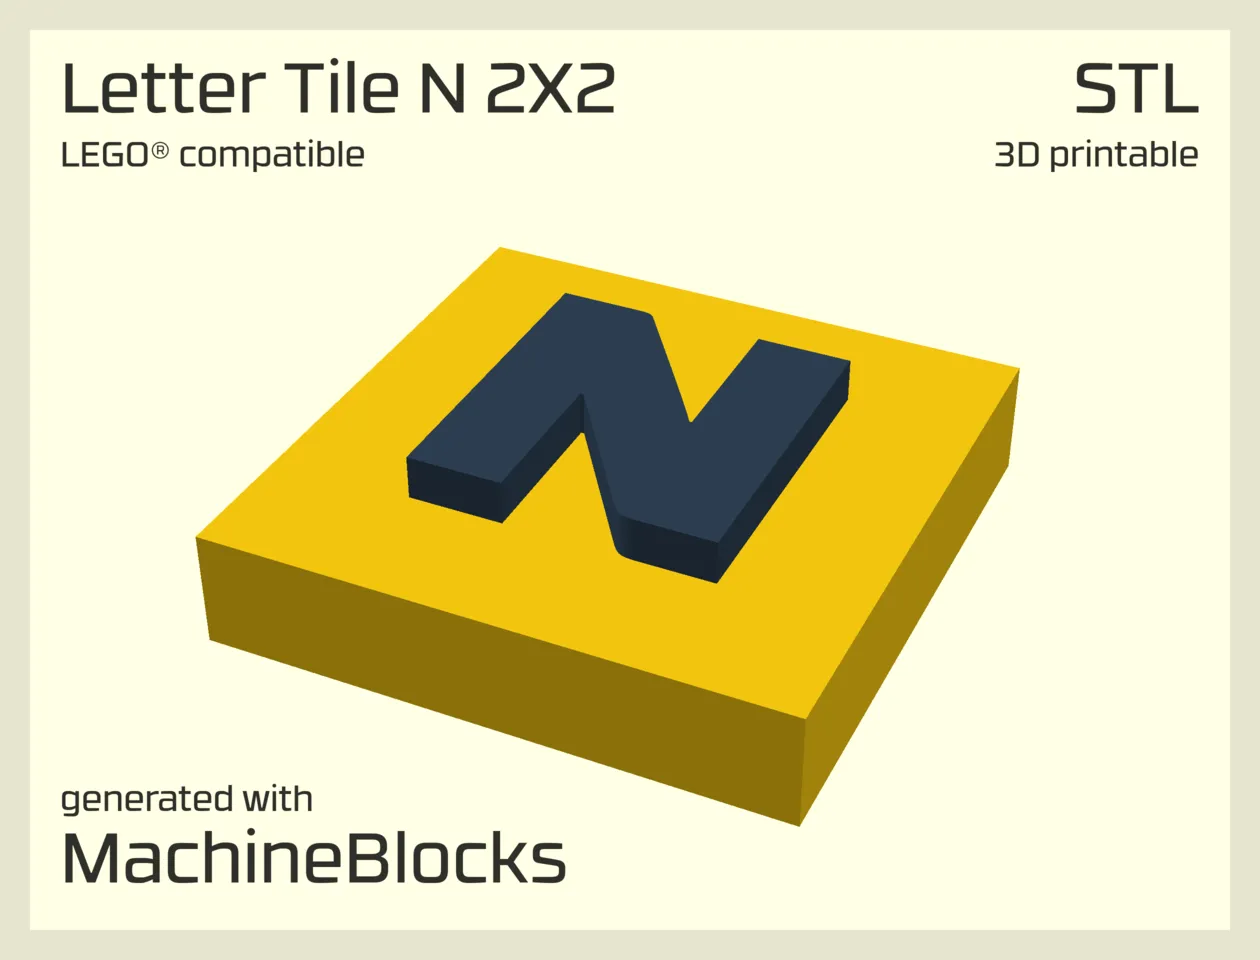 Letter Tile N 2X2
LEGO® compatible
STL
3D printable
N
generated with
MachineBlocks